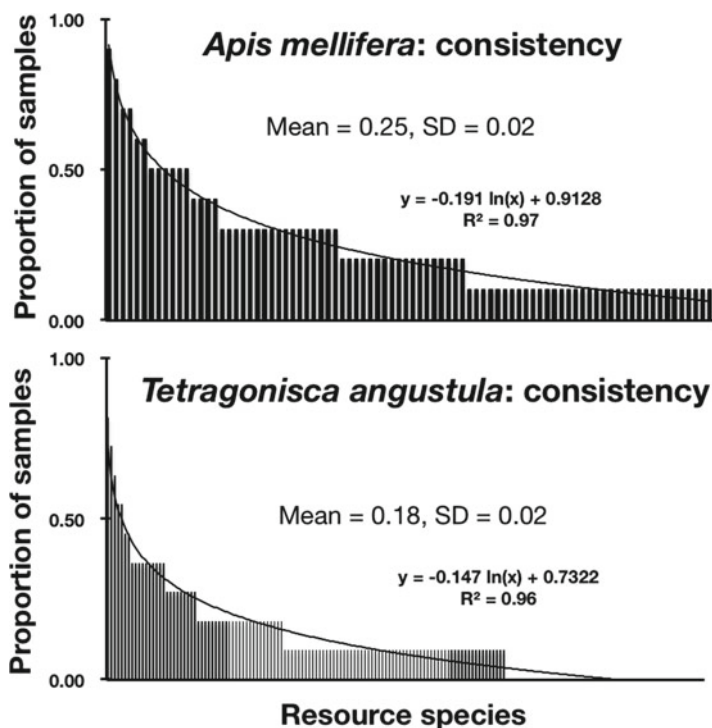 1.00
Apis mellifera: consistency
Mean = 0.25, SD = 0.02
0.50
y = -0.191 ln(x) + 0.9128
R² = 0.97
0.00
Proportion of samples
1.00
Tetragonisca angustula: consistency
0.50
Mean = 0.18, SD = 0.02
y = -0.147 ln(x) + 0.7322
R² = 0.96
0.00
Proportion of samples
Resource species